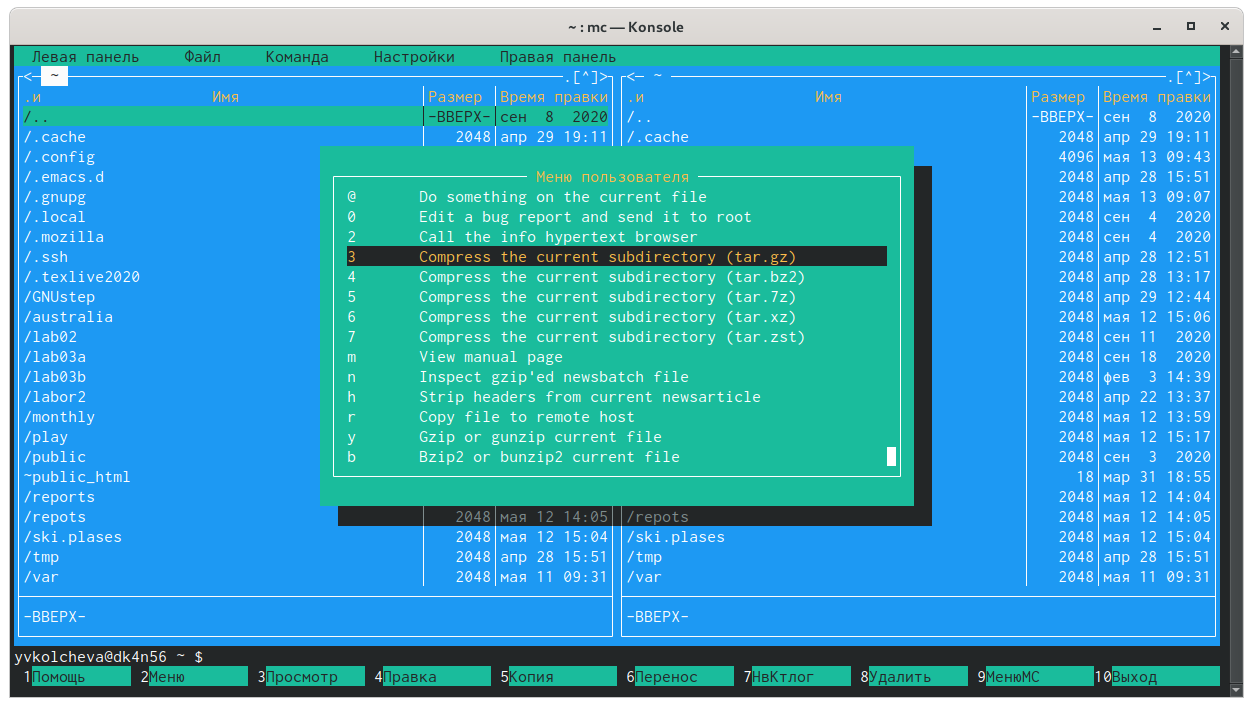 ~ : mc — Konsole
Левая панель Файл Команда Настройки Правая панель
<— ~ .[^]> <— ~ .[^]>
.и Имя Размер Время правки .и Имя Размер Время правки
/.. -ВВЕРХ- сен 8 2020 /.. -ВВЕРХ- сен 8 2020
/.cache 2048 апр 29 19:11 /.cache 2048 апр 29 19:11
/.config 4096 мая 13 09:43
/.emacs.d Меню пользователя 2048 апр 28 15:51
/.gnupg @ Do something on the current file 2048 мая 13 09:07
/.local 0 Edit a bug report and send it to root 2048 сен 4 2020
/.mozilla 2 Call the info hypertext browser 2048 сен 4 2020
/.ssh 3 Compress the current subdirectory (tar.gz) 2048 апр 28 12:51
/.texlive2020 4 Compress the current subdirectory (tar.bz2) 2048 апр 28 13:17
/GNUstep 5 Compress the current subdirectory (tar.7z) 2048 апр 29 12:44
/australia 6 Compress the current subdirectory (tar.xz) 2048 мая 12 15:06
/lab02 7 Compress the current subdirectory (tar.zst) 2048 сен 11 2020
/lab03a m View manual page 2048 сен 18 2020
/lab03b n Inspect gzip'ed newsbatch file 2048 фев 3 14:39
/labor2 h Strip headers from current newsarticle 2048 апр 22 13:37
/monthly r Copy file to remote host 2048 мая 12 13:59
/play y Gzip or gunzip current file 2048 мая 12 15:17
/public b Bzip2 or bunzip2 current file 2048 сен 3 2020
~public_html 18 мар 31 18:55
/reports 2048 мая 12 14:04
/repots 2048 мая 12 14:05 /repots 2048 мая 12 14:05
/ski.plases 2048 мая 12 15:04 /ski.plases 2048 мая 12 15:04
/tmp 2048 апр 28 15:51 /tmp 2048 апр 28 15:51
/var 2048 мая 11 09:31 /var 2048 мая 11 09:31
-ВВЕРХ- -ВВЕРХ-
yvkolcheva@dk4n56 ~ $
1Помощь 2Меню 3Просмотр 4Правка 5Копия 6Перенос 7НвКтлог 8Удалить 9МенюМС 10Выход